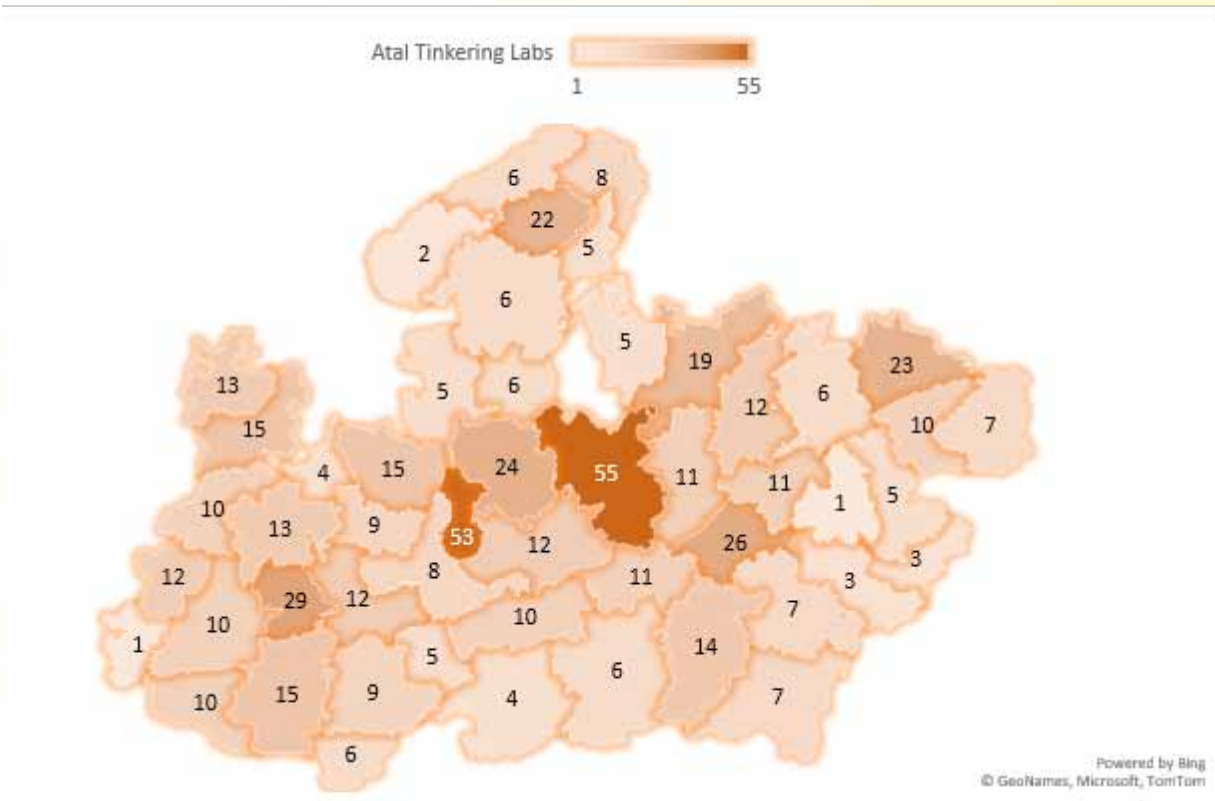 Atal Tinkering Labs
1 55
6 8
22
2 5
6
5
19
23
13 5 6 6
12
15 10 7
4 15 24 55 11
11 1 5
10 13 9
53 12 26
12 8 11 3
29 12 3
10 10 7
1 5 14
6
10 15 9 4 7
6
Powered by Bing
© GeoNames, Microsoft, TomTom